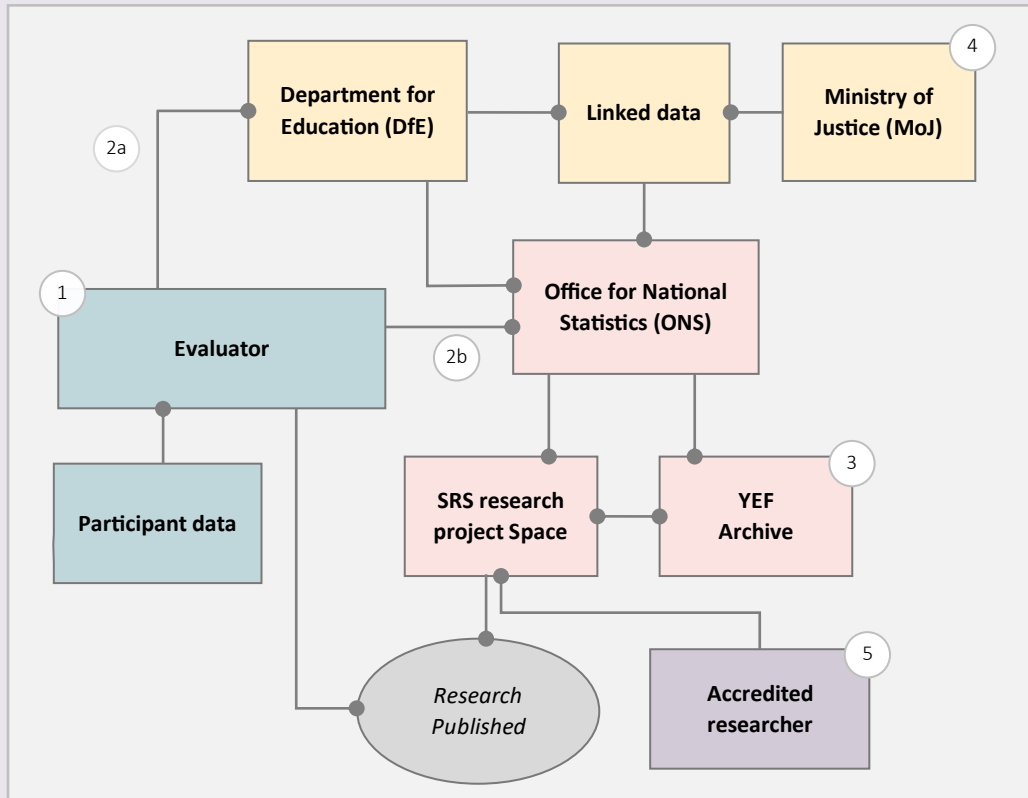 4
Department for
Education (DfE)
Linked data
Ministry of
Justice (MoJ)
2a
1
Office for National
Statistics (ONS)
Evaluator
2b
3
SRS research
project Space
YEF
Archive
Participant data
5
Research
Published
Accredited
researcher